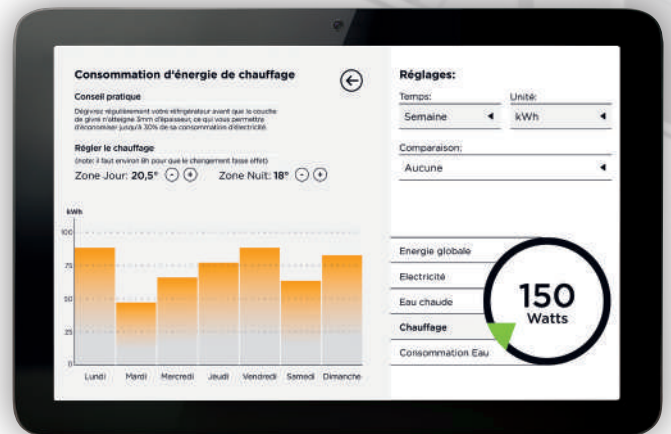 Consommation d'énergie de chauffage
Conseil pratique
Dégivrez régulièrement votre réfrigérateur avant que la couche
de givre n'atteigne 3mm d'épaisseur, ce qui vous permettra
d'économiser jusqu'à 30% de sa consommation d'électricité.
Régler le chauffage
(note: il faut environ 8h pour que le changement fasse effet)
Zone Jour: 20,5° - + Zone Nuit: 18° - +
kWh
100
75
50
25
0
Lundi Mardi Mercredi Jeudi Vendredi Samedi Dimanche
Réglages:
Temps: Unité:
Semaine kWh
Comparaison:
Aucune
Energie globale
Electricité
Eau chaude
Chauffage
Consommation Eau
150
Watts